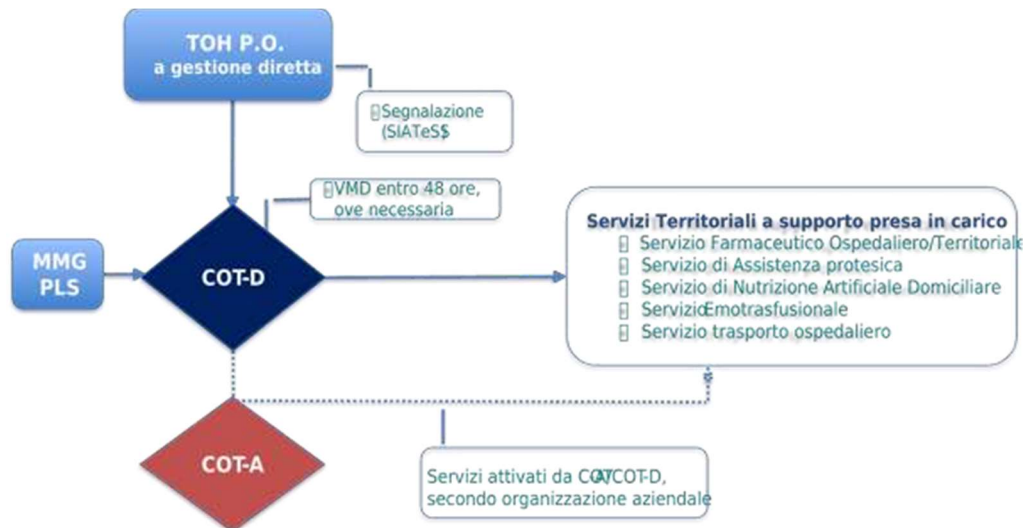 TOH P.O.
a gestione diretta
Segnalazione
(SIATeS$
VMD entro 48 ore,
ove necessaria
MMG
PLS
COT-D
Servizi Territoriali a supporto presa in carico
Servizio Farmaceutico Ospedaliero/Territoriale
Servizio di Assistenza protesica
Servizio di Nutrizione Artificiale Domiciliare
Servizio Emotrasfusionale
Servizio trasporto ospedaliero
COT-A
Servizi attivati da COT-A/COT-D,
secondo organizzazione aziendale